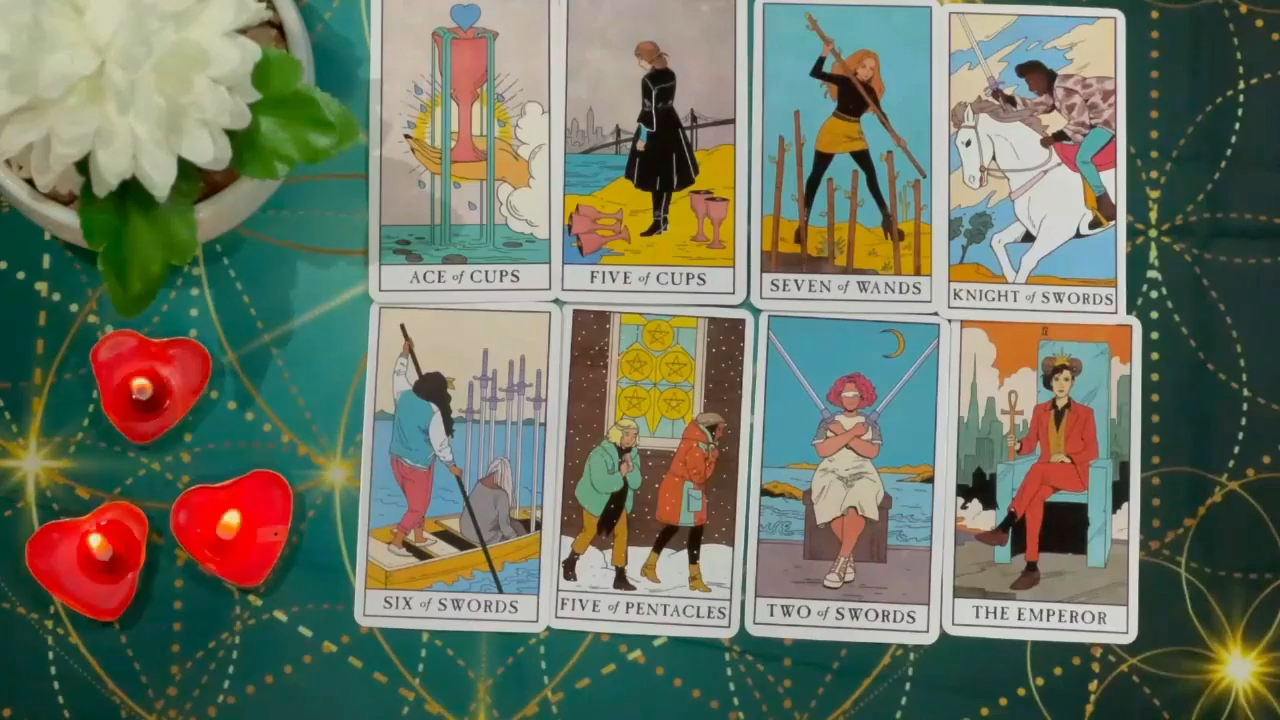 ACE of CUPS
FIVE of CUPS
SEVEN of WANDS
KNIGHT of SWORDS
SIX of SWORDS
FIVE of PENTACLES
TWO of SWORDS
THE EMPEROR